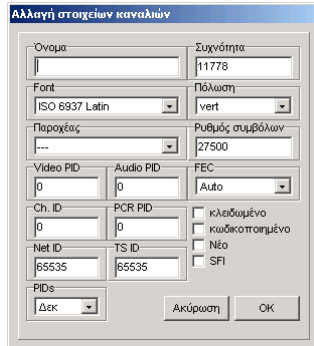 Αλλαγή στοιχείων καναλιών
Όνομα
Συχνότητα
11778
Font
Πόλωση
ISO 6937 Latin
vert
Παροχέας
Ρυθμός συμβόλων
---
27500
Video PID
Audio PID
FEC
0
0
Auto
Ch. ID
PCR PID
κλειδωμένο
0
0
κωδικοποιημένο
Νέο
Net ID
TS ID
SFI
65535
65535
PIDs
Δεκ
Ακύρωση
OK